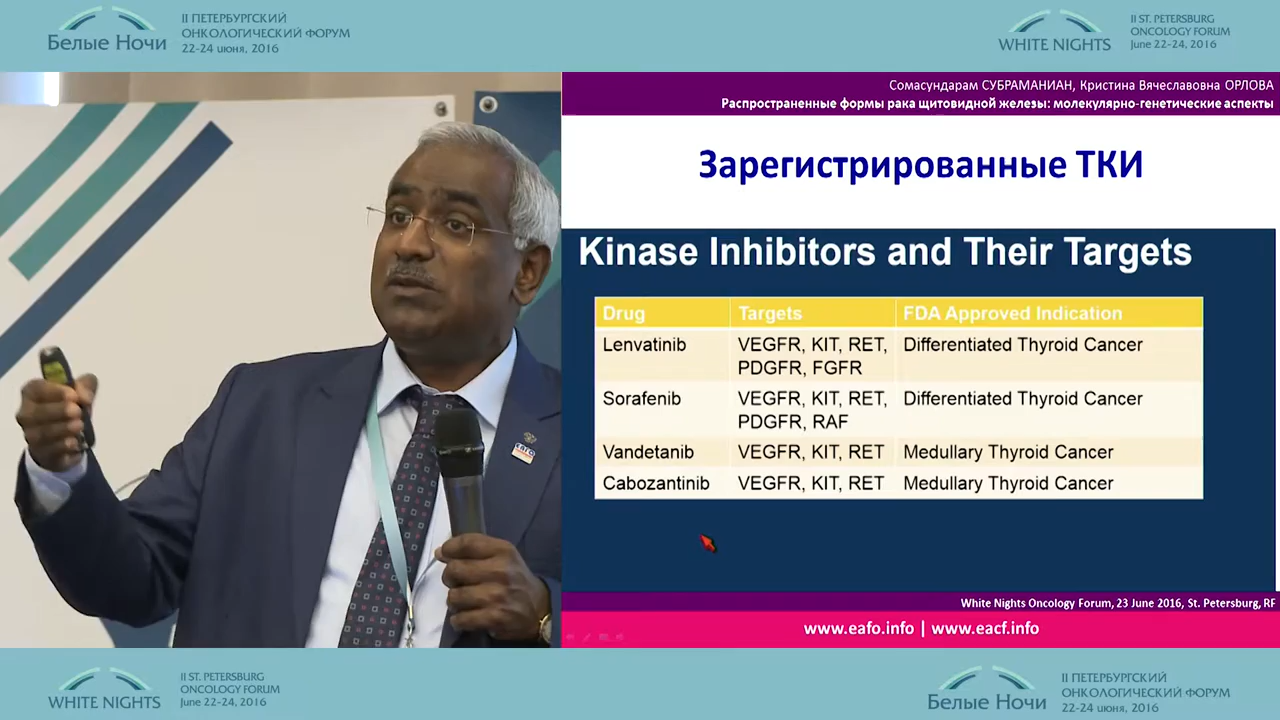 Белые Ночи
II ПЕТЕРБУРГСКИЙ
ОНКОЛОГИЧЕСКИЙ ФОРУМ
22-24 июня, 2016
WHITE NIGHTS
II ST. PETERSBURG
ONCOLOGY FORUM
June 22-24, 2016
Сомасундарам СУБРАМАНИАН, Кристина Вячеславовна ОРЛОВА
Распространенные формы рака щитовидной железы: молекулярно-генетические аспекты
Зарегистрированные ТКИ
Kinase Inhibitors and Their Targets
Drug Targets FDA Approved Indication
Lenvatinib VEGFR, KIT, RET, Differentiated Thyroid Cancer
PDGFR, FGFR
Sorafenib VEGFR, KIT, RET, Differentiated Thyroid Cancer
PDGFR, RAF
Vandetanib VEGFR, KIT, RET Medullary Thyroid Cancer
Cabozantinib VEGFR, KIT, RET Medullary Thyroid Cancer
White Nights Oncology Forum, 23 June 2016, St. Petersburg, RF
www.eafo.info | www.eacf.info
WHITE NIGHTS
II ST. PETERSBURG
ONCOLOGY FORUM
June 22-24, 2016
Белые Ночи
II ПЕТЕРБУРГСКИЙ
ОНКОЛОГИЧЕСКИЙ ФОРУМ
22-24 июня, 2016